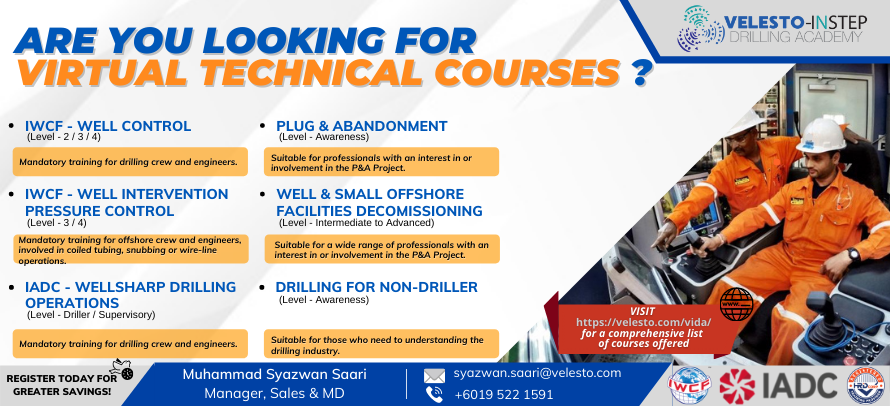 VELESTO-INSTEP
DRILLING ACADEMY
ARE YOU LOOKING FOR
VIRTUAL TECHNICAL COURSES ?
IWCF - WELL CONTROL
(Level - 2 / 3 / 4)
Mandatory training for drilling crew and engineers.
IWCF - WELL INTERVENTION
PRESSURE CONTROL
(Level - 3 / 4)
Mandatory training for offshore crew and engineers,
involved in coiled tubing, snubbing or wire-line
operations.
IADC - WELLSHARP DRILLING
OPERATIONS
(Level - Driller / Supervisory)
Mandatory training for drilling crew and engineers.
PLUG & ABANDONMENT
(Level - Awareness)
Suitable for professionals with an interest in or
involvement in the P&A Project.
WELL & SMALL OFFSHORE
FACILITIES DECOMISSIONING
(Level - Intermediate to Advanced)
Suitable for a wide range of professionals with an
interest in or involvement in the P&A Project.
DRILLING FOR NON-DRILLER
(Level - Awareness)
Suitable for those who need to understanding the
drilling industry.
VISIT
https://velesto.com/vida/
for a comprehensive list
of courses offered
WWW
REGISTER TODAY FOR
GREATER SAVINGS!
Muhammad Syazwan Saari
Manager, Sales & MD
syazwan.saari@velesto.com
+6019 522 1591
IWCF
IADC
HRD